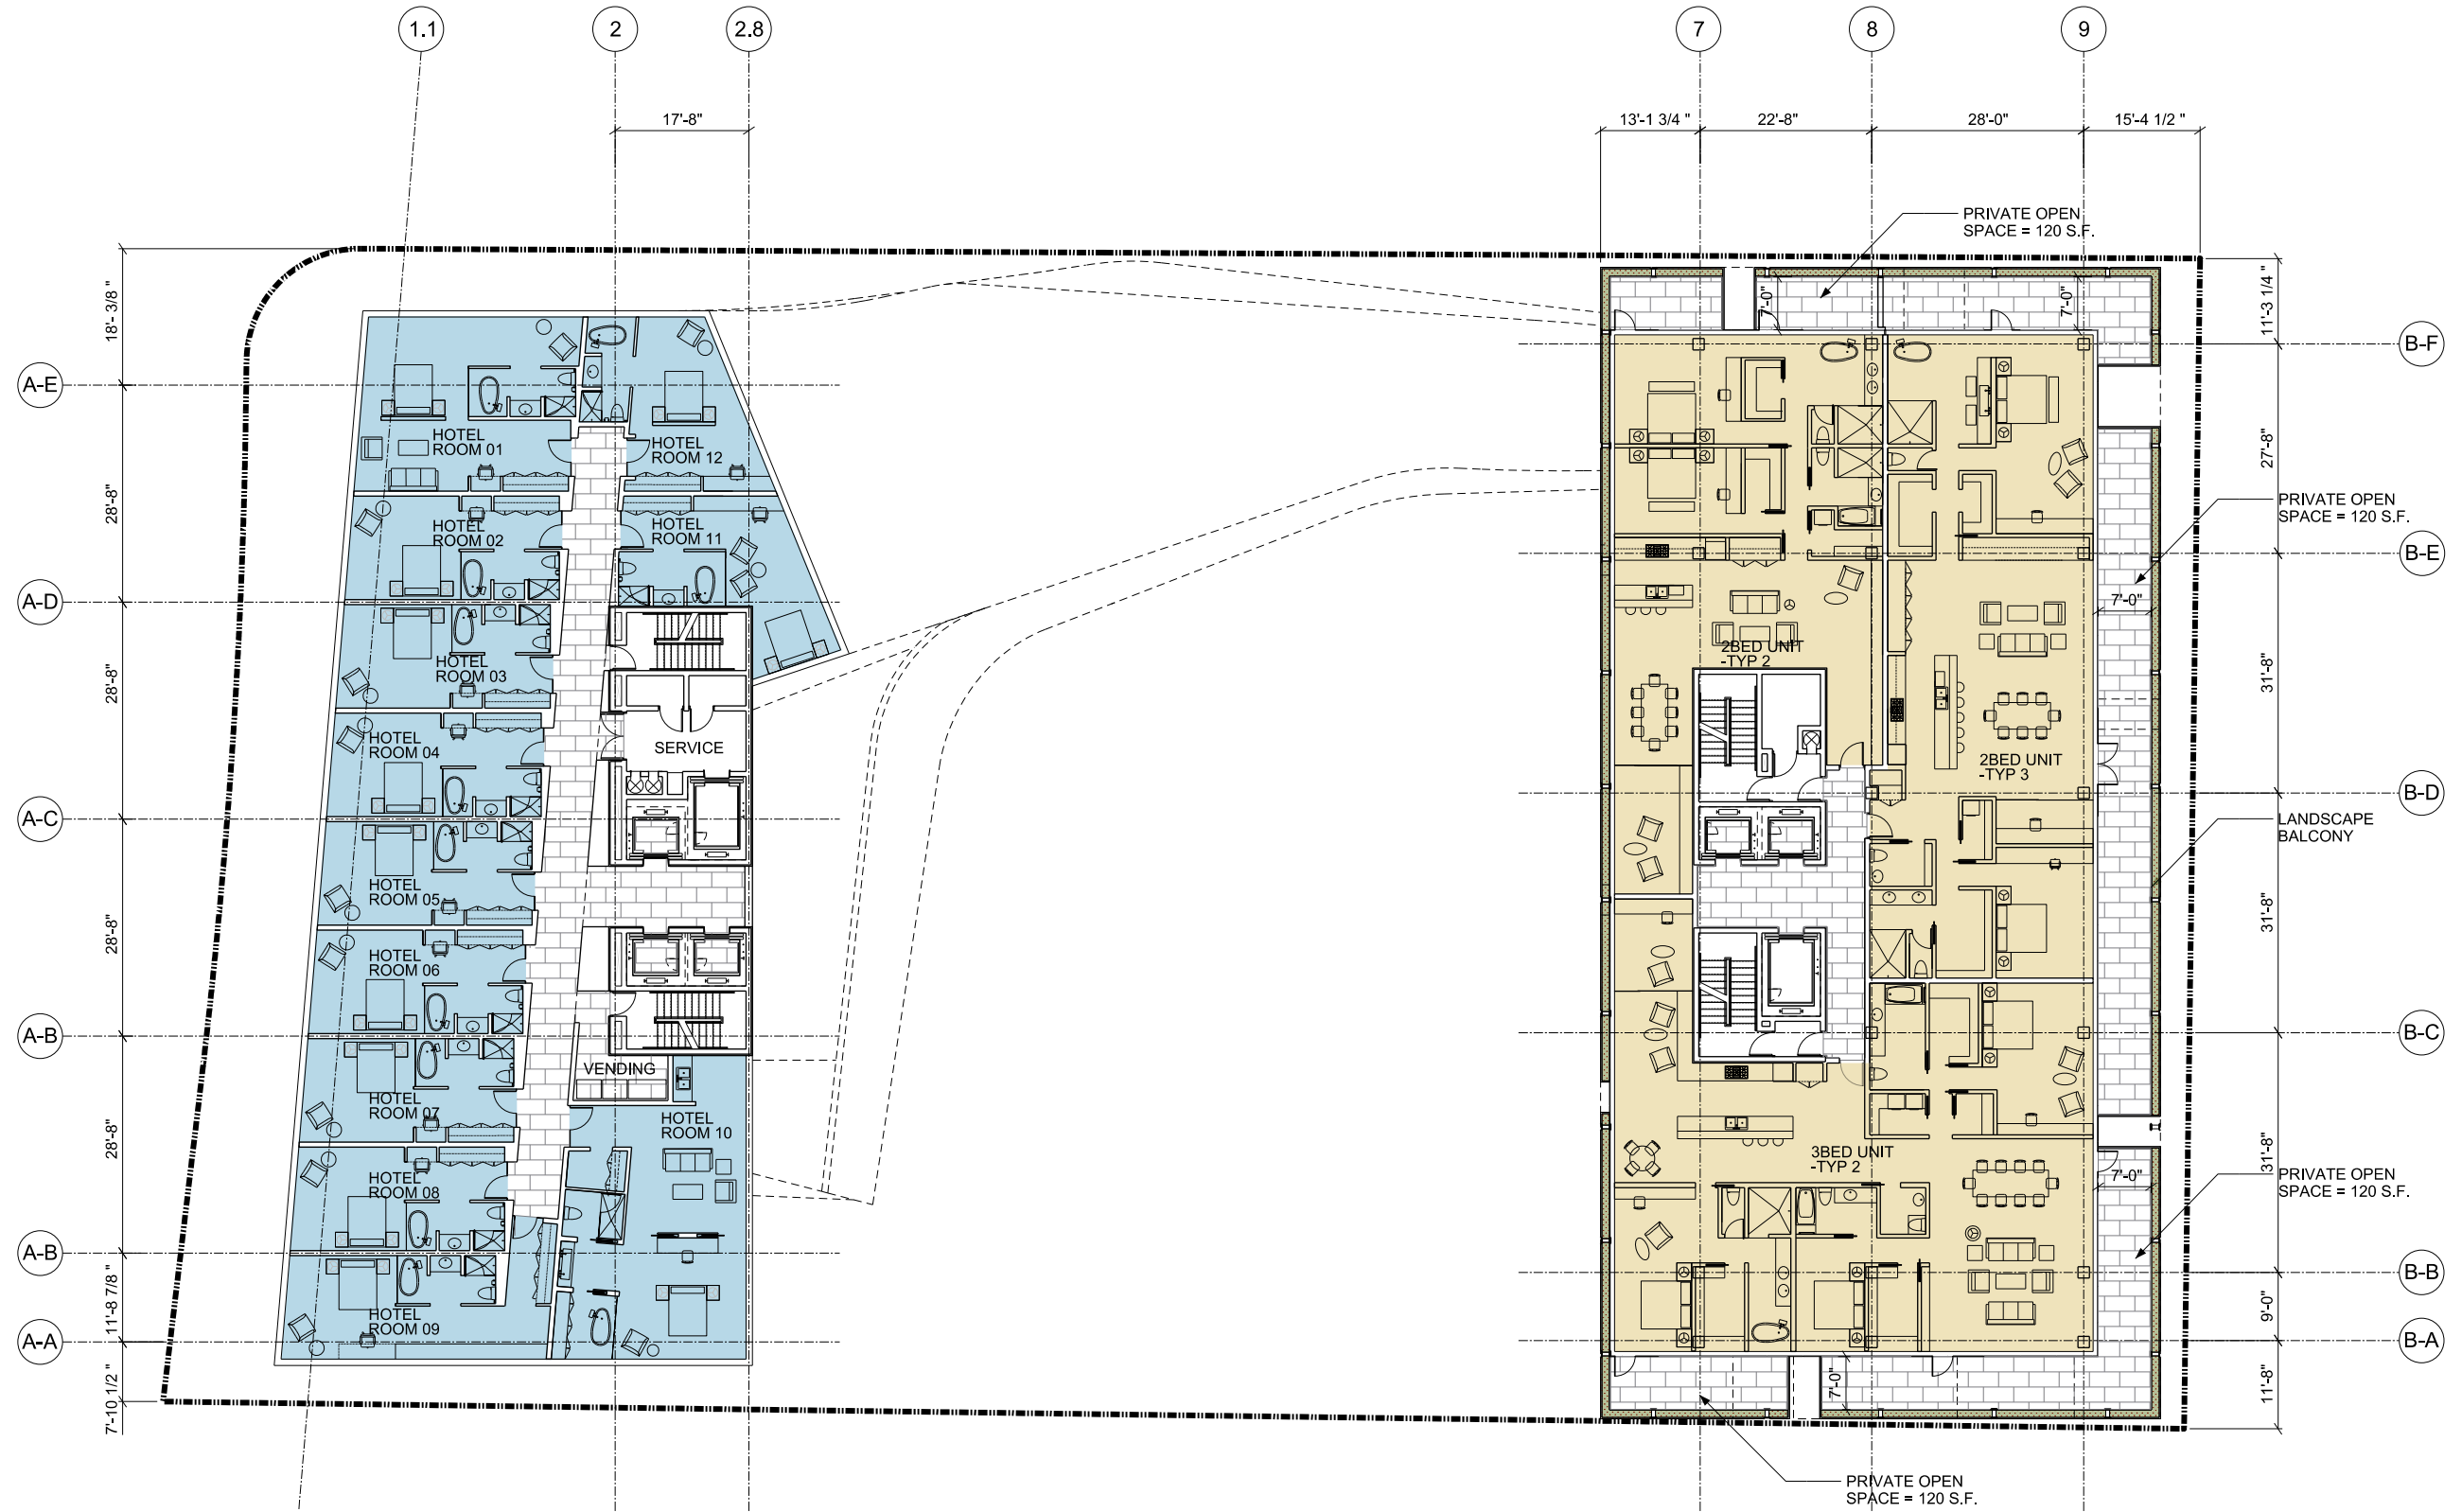 1.1
2
2.8
7
8
9
17'-8"
13'-1 3/4 "
22'-8"
28'-0"
15'-4 1/2 "
PRIVATE OPEN
SPACE = 120 S.F.
18'- 3/8 "
28'-8"
28'-8"
28'-8"
28'-8"
11'-8 7/8 "
7'-10 1/2 "
A-E
A-D
A-C
A-B
A-B
A-A
HOTEL
ROOM 01
HOTEL
ROOM 12
HOTEL
ROOM 02
HOTEL
ROOM 11
HOTEL
ROOM 03
HOTEL
ROOM 04
SERVICE
HOTEL
ROOM 05
HOTEL
ROOM 06
VENDING
HOTEL
ROOM 07
HOTEL
ROOM 10
HOTEL
ROOM 08
HOTEL
ROOM 09
7'-0"
7'-0"
2BED UNIT
-TYP 2
7'-0"
2BED UNIT
-TYP 3
3BED UNIT
-TYP 2
7'-0"
7'-0"
11'-3 1/4 "
27'-8"
31'-8"
31'-8"
31'-8"
9'-0"
11'-8"
B-F
B-E
B-D
B-C
B-B
B-A
PRIVATE OPEN
SPACE = 120 S.F.
LANDSCAPE
BALCONY
PRIVATE OPEN
SPACE = 120 S.F.
PRIVATE OPEN
SPACE = 120 S.F.